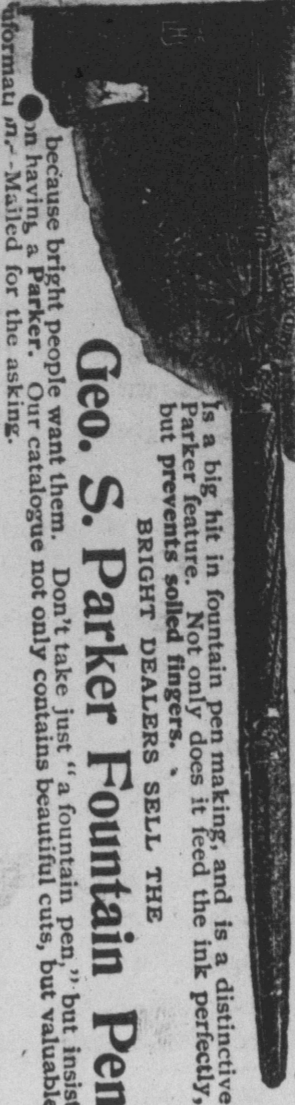 Is a big hit in fountain pen making, and is a distinctive
Parker feature. Not only does it feed the ink perfectly,
but prevents soiled fingers.
BRIGHT DEALERS SELL THE
Geo. S. Parker Fountain Pen
because bright people want them. Don't take just "a fountain pen," but insist
on having a Parker. Our catalogue not only contains beautiful cuts, but valuable
informati n.--Mailed for the asking.